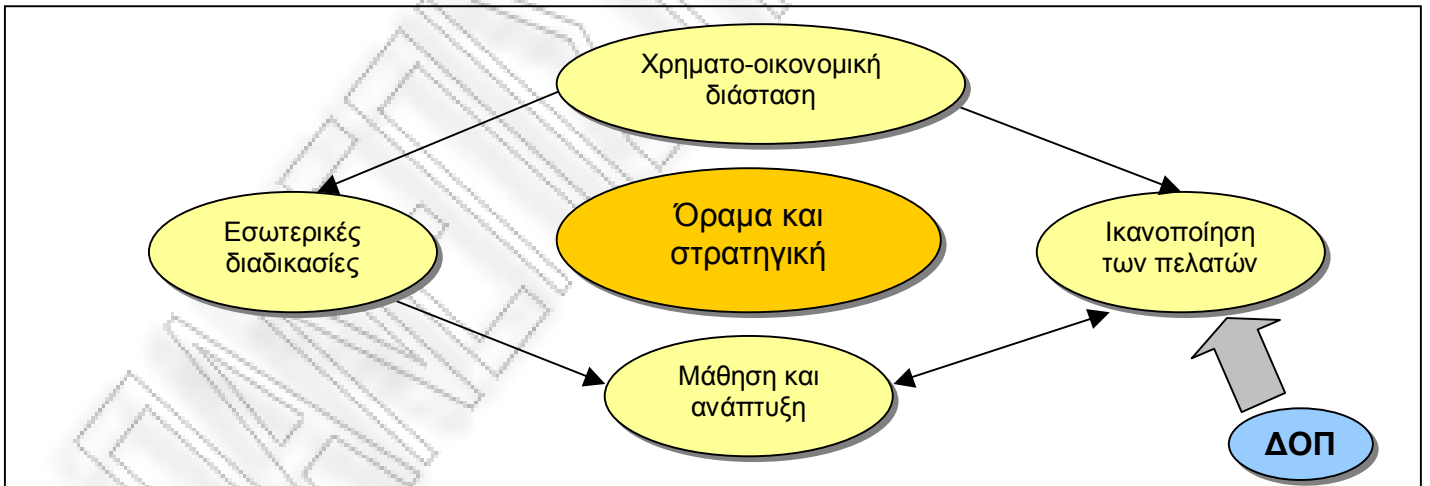 Χρηματο-οικονομική
διάσταση
Όραμα και
στρατηγική
Εσωτερικές
διαδικασίες
Ικανοποίηση
των πελατών
Μάθηση και
ανάπτυξη
ΔΟΠ